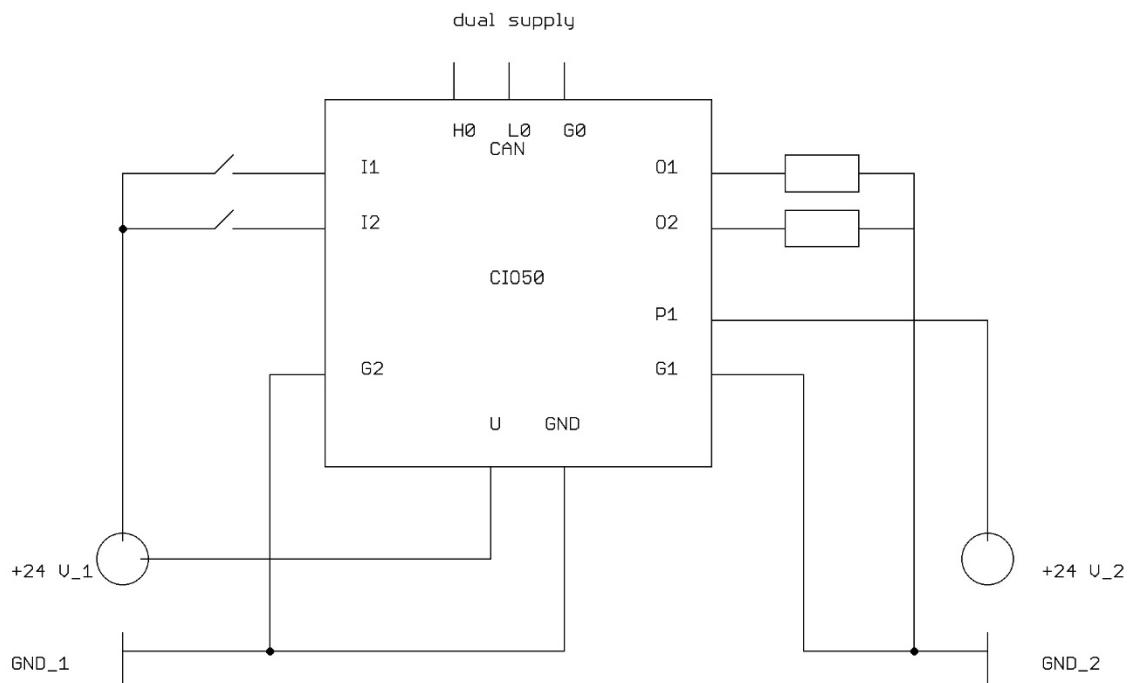 dual supply
H0 L0 G0
CAN
I1 O1
I2 O2
CIO50
P1
G2 G1
U GND
+24 V_1 +24 V_2
GND_1 GND_2